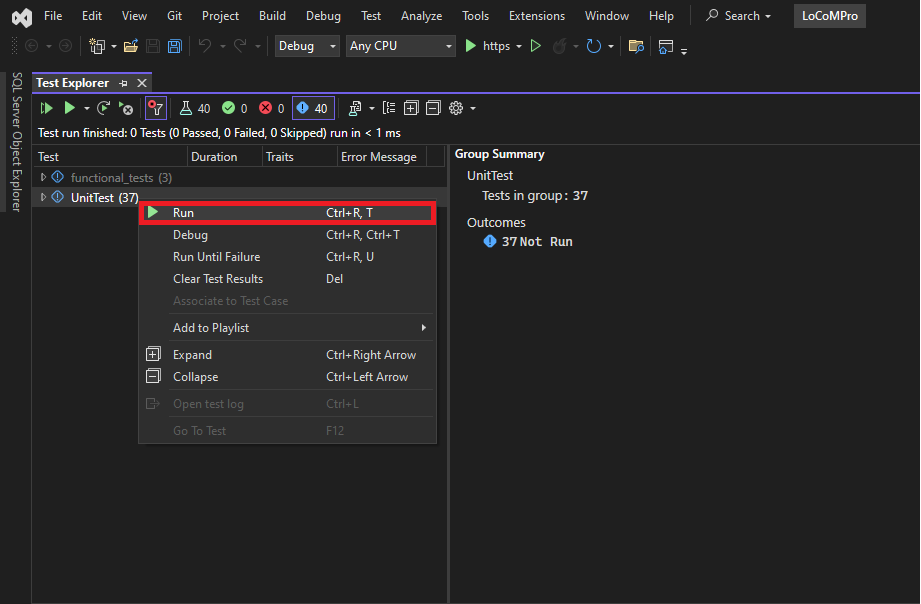 File Edit View Git Project Build Debug Test Analyze Tools Extensions Window Help Search LoCoMPro
Debug Any CPU https
SQL Server Object Explorer
Test Explorer
40 0 0 40
Test run finished: 0 Tests (0 Passed, 0 Failed, 0 Skipped) run in < 1 ms
Test Duration Traits Error Message
functional_tests (3)
UnitTest (37)
Run Ctrl+R, T
Debug Ctrl+R, Ctrl+T
Run Until Failure Ctrl+R, U
Clear Test Results Del
Associate to Test Case
Add to Playlist
Expand Ctrl+Right Arrow
Collapse Ctrl+Left Arrow
Open test log Ctrl+L
Go To Test F12
Group Summary
UnitTest
Tests in group: 37
Outcomes
37 Not Run